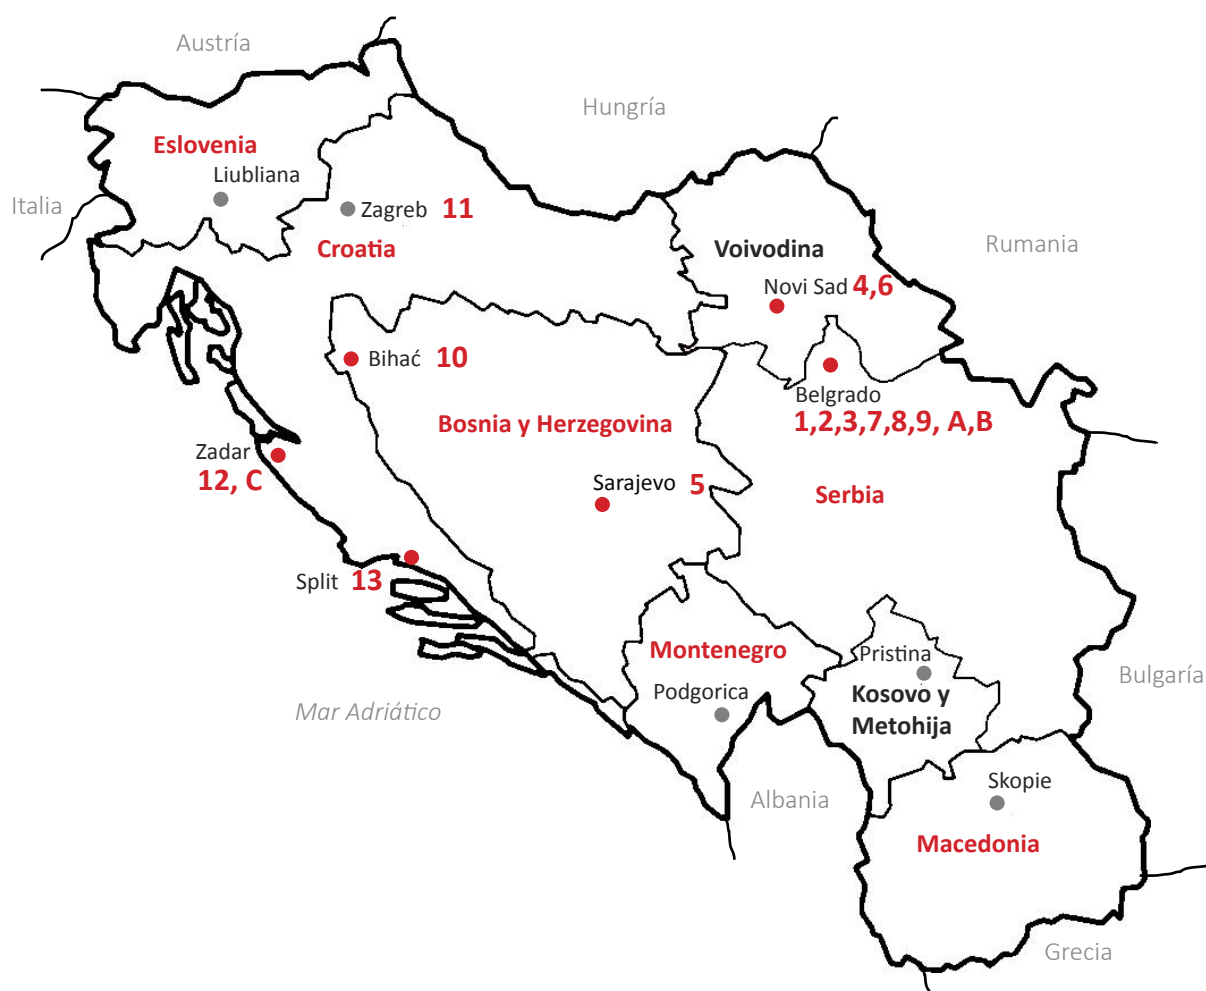 Austría
Hungría
Eslovenia
Liubliana
Italia
Zagreb 11
Croatia
Voivodina
Rumania
Novi Sad 4,6
Bihać 10
Belgrado
1,2,3,7,8,9, A,B
Bosnia y Herzegovina
Zadar
12, C
Sarajevo 5
Serbia
Split 13
Montenegro
Pristina
Bulgaría
Podgorica
Kosovo y
Metohija
Mar Adriático
Skopie
Albania
Macedonia
Grecia